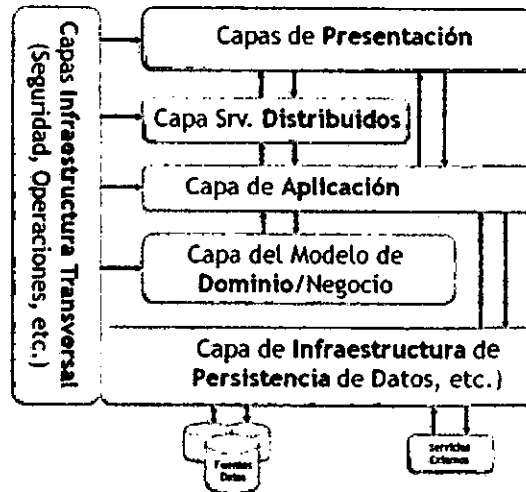 Capas Infraestructura Transversal
(Seguridad, Operaciones, etc.)
Capas de Presentación
Capa Srv. Distribuidos
Capa de Aplicación
Capa del Modelo de
Dominio/Negocio
Capa de Infraestructura de
Persistencia de Datos, etc.)
Fuentes
Datos
Servicios
Externos